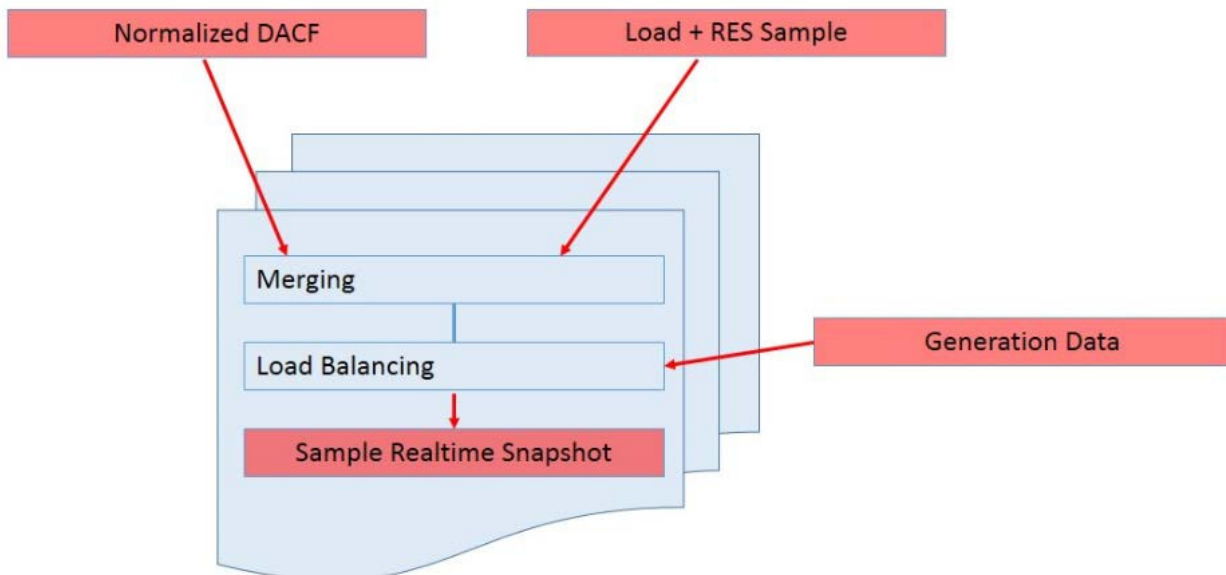 Normalized DACF
Load + RES Sample
Merging
Load Balancing
Generation Data
Sample Realtime Snapshot